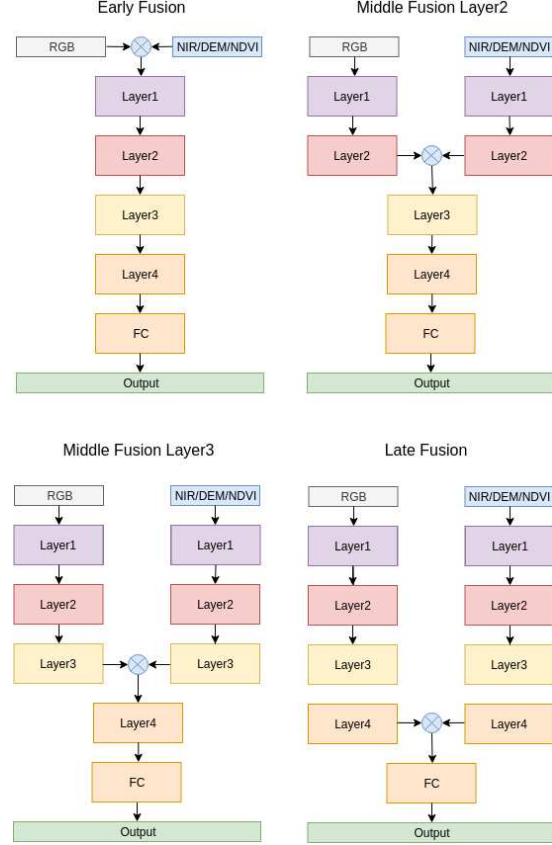 Early Fusion
RGB
NIR/DEM/NDVI
Layer1
Layer2
Layer3
Layer4
FC
Output
Middle Fusion Layer2
RGB
NIR/DEM/NDVI
Layer1
Layer1
Layer2
Layer2
Layer3
Layer4
FC
Output
Middle Fusion Layer3
RGB
NIR/DEM/NDVI
Layer1
Layer1
Layer2
Layer2
Layer3
Layer3
Layer4
FC
Output
Late Fusion
RGB
NIR/DEM/NDVI
Layer1
Layer1
Layer2
Layer2
Layer3
Layer3
Layer4
Layer4
FC
Output